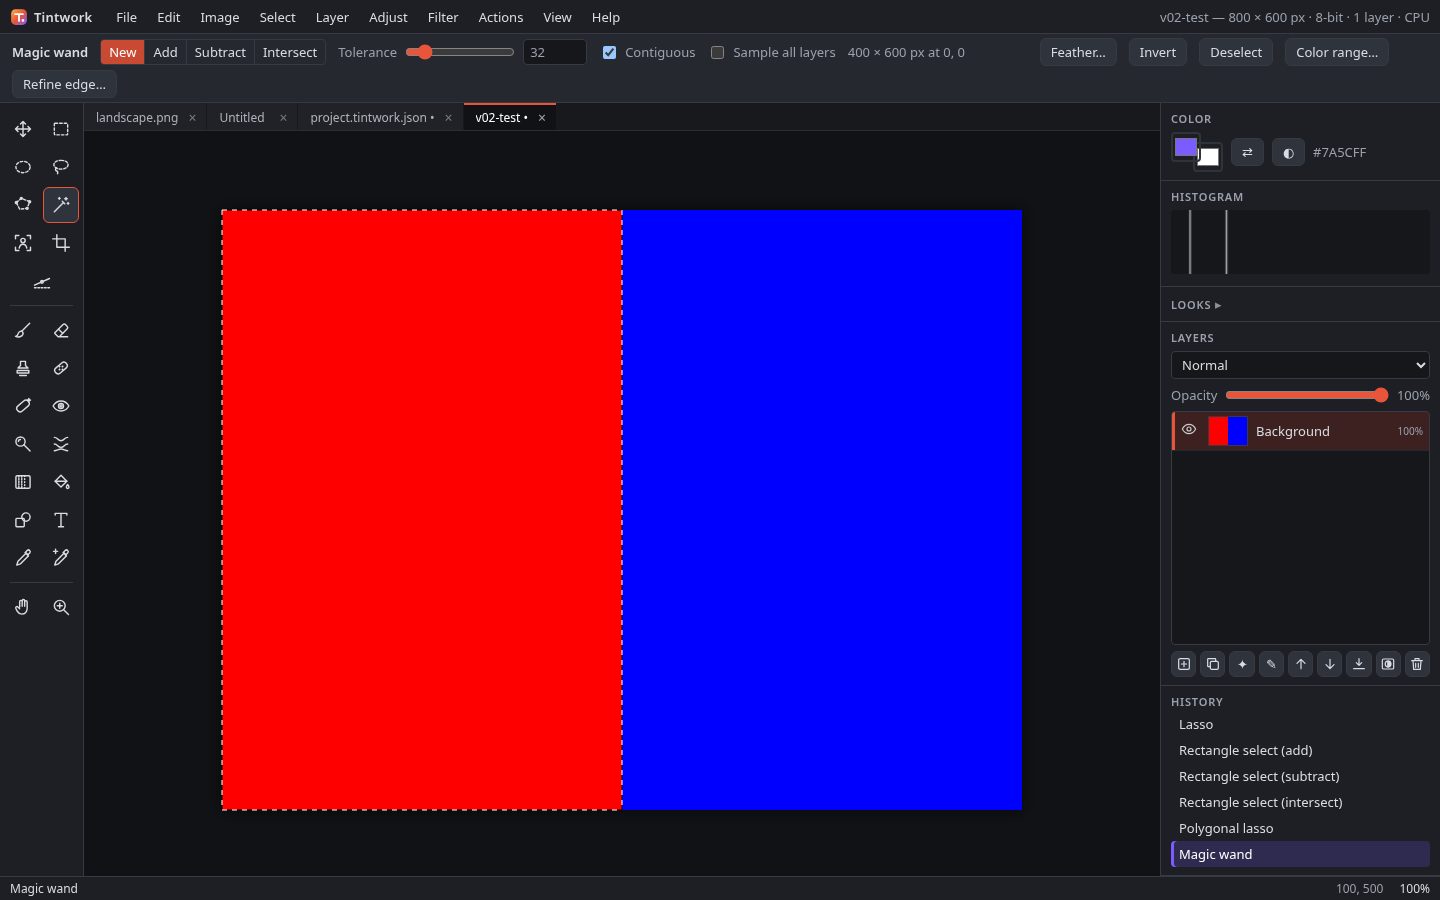 Tintwork File Edit Image Select Layer Adjust Filter Actions View Help v02-test — 800 × 600 px · 8-bit · 1 layer · CPU
Magic wand New Add Subtract Intersect Tolerance 32 Contiguous Sample all layers 400 × 600 px at 0, 0 Feather... Invert Deselect Color range...
Refine edge...
landscape.png × Untitled × project.tintwork.json • × v02-test • ×
COLOR
#7A5CFF
HISTOGRAM
LOOKS ▸
LAYERS
Normal
Opacity 100%
Background 100%
HISTORY
Lasso
Rectangle select (add)
Rectangle select (subtract)
Rectangle select (intersect)
Polygonal lasso
Magic wand
Magic wand 100, 500 100%